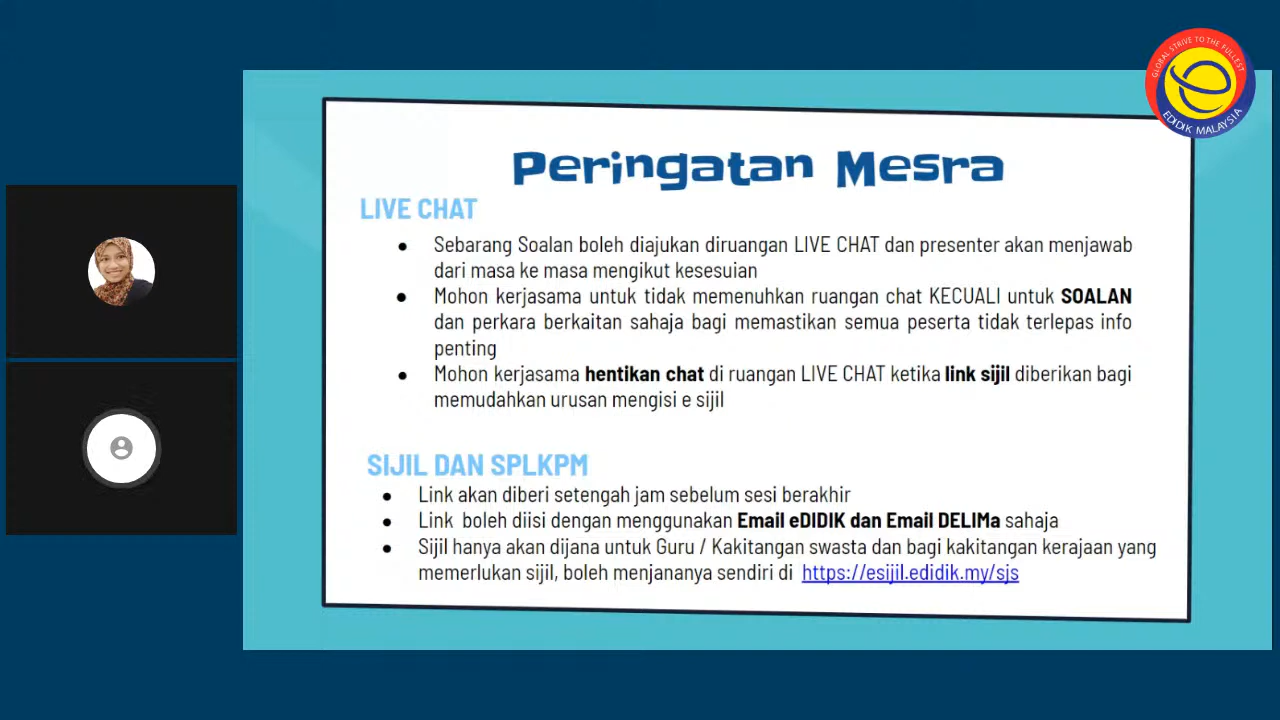 GLOBAL STRIVE TO THE FULLEST
EDIDIK MALAYSIA
Peringatan Mesra
LIVE CHAT
● Sebarang Soalan boleh diajukan diruangan LIVE CHAT dan presenter akan menjawab
dari masa ke masa mengikut kesesuian
● Mohon kerjasama untuk tidak memenuhkan ruangan chat KECUALI untuk SOALAN
dan perkara berkaitan sahaja bagi memastikan semua peserta tidak terlepas info
penting
● Mohon kerjasama hentikan chat di ruangan LIVE CHAT ketika link sijil diberikan bagi
memudahkan urusan mengisi e sijil
SIJIL DAN SPLKPM
● Link akan diberi setengah jam sebelum sesi berakhir
● Link boleh diisi dengan menggunakan Email eDIDIK dan Email DELIMa sahaja
● Sijil hanya akan dijana untuk Guru / Kakitangan swasta dan bagi kakitangan kerajaan yang
memerlukan sijil, boleh menjananya sendiri di https://esijil.edidik.my/sjs